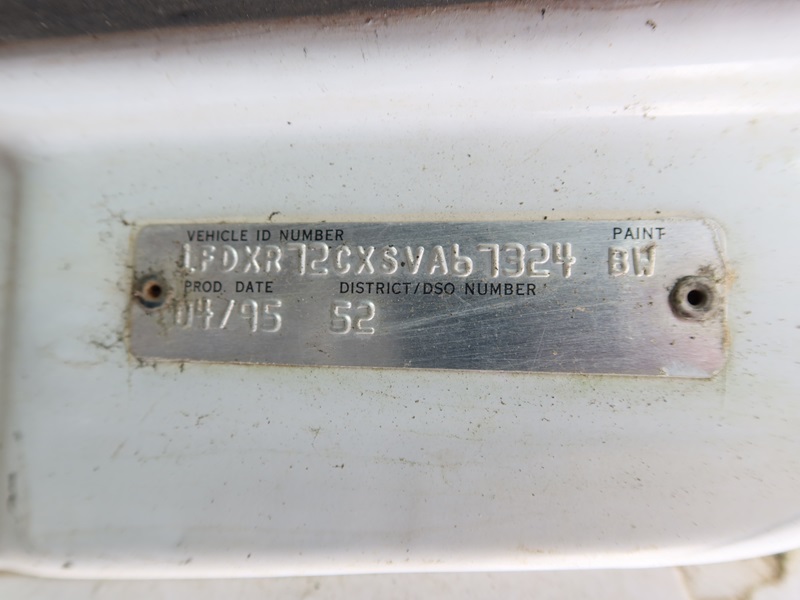 VEHICLE ID NUMBER PAINT
1FDXR72CXSVA67324 BW
PROD. DATE DISTRICT/DSO NUMBER
04/95 52